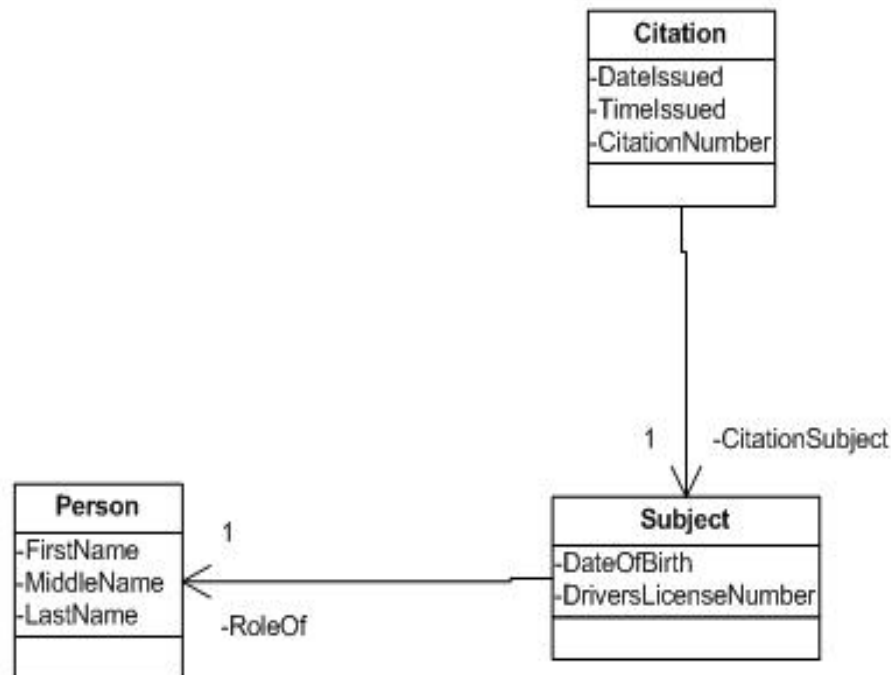 Citation
-DateIssued
-TimeIssued
-CitationNumber
1 -CitationSubject
Person
-FirstName
-MiddleName
-LastName
1
-RoleOf
Subject
-DateOfBirth
-DriversLicenseNumber